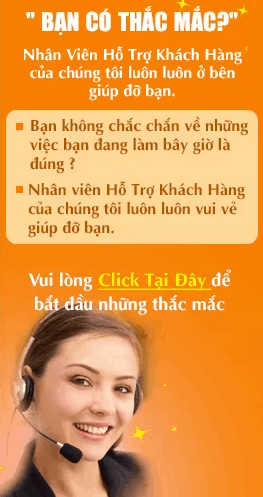 " BẠN CÓ THẮC MẮC?"
Nhân Viên Hỗ Trợ Khách Hàng
của chúng tôi luôn luôn ở bên
giúp đỡ bạn.
Bạn không chắc chắn về những
việc bạn đang làm bây giờ là
đúng ?
Nhân viên Hỗ Trợ Khách Hàng
của chúng tôi luôn luôn vui vẻ
giúp đỡ bạn.
Vui lòng Click Tại Đây để
bắt đầu những thắc mắc